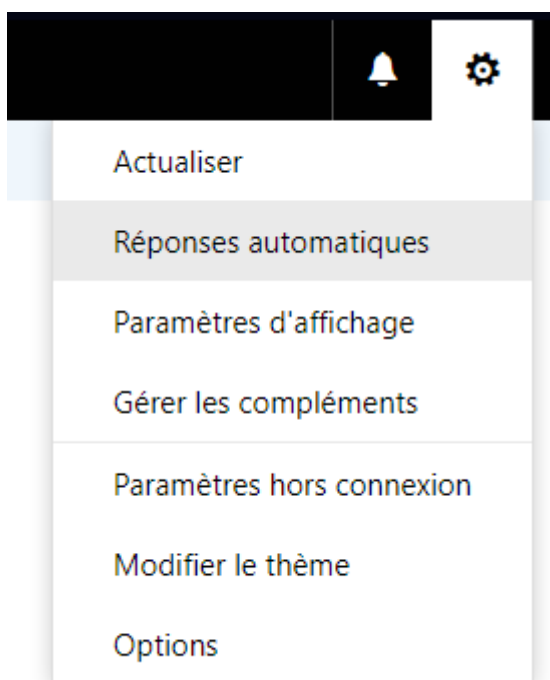 Actualiser
Réponses automatiques
Paramètres d'affichage
Gérer les compléments
Paramètres hors connexion
Modifier le thème
Options